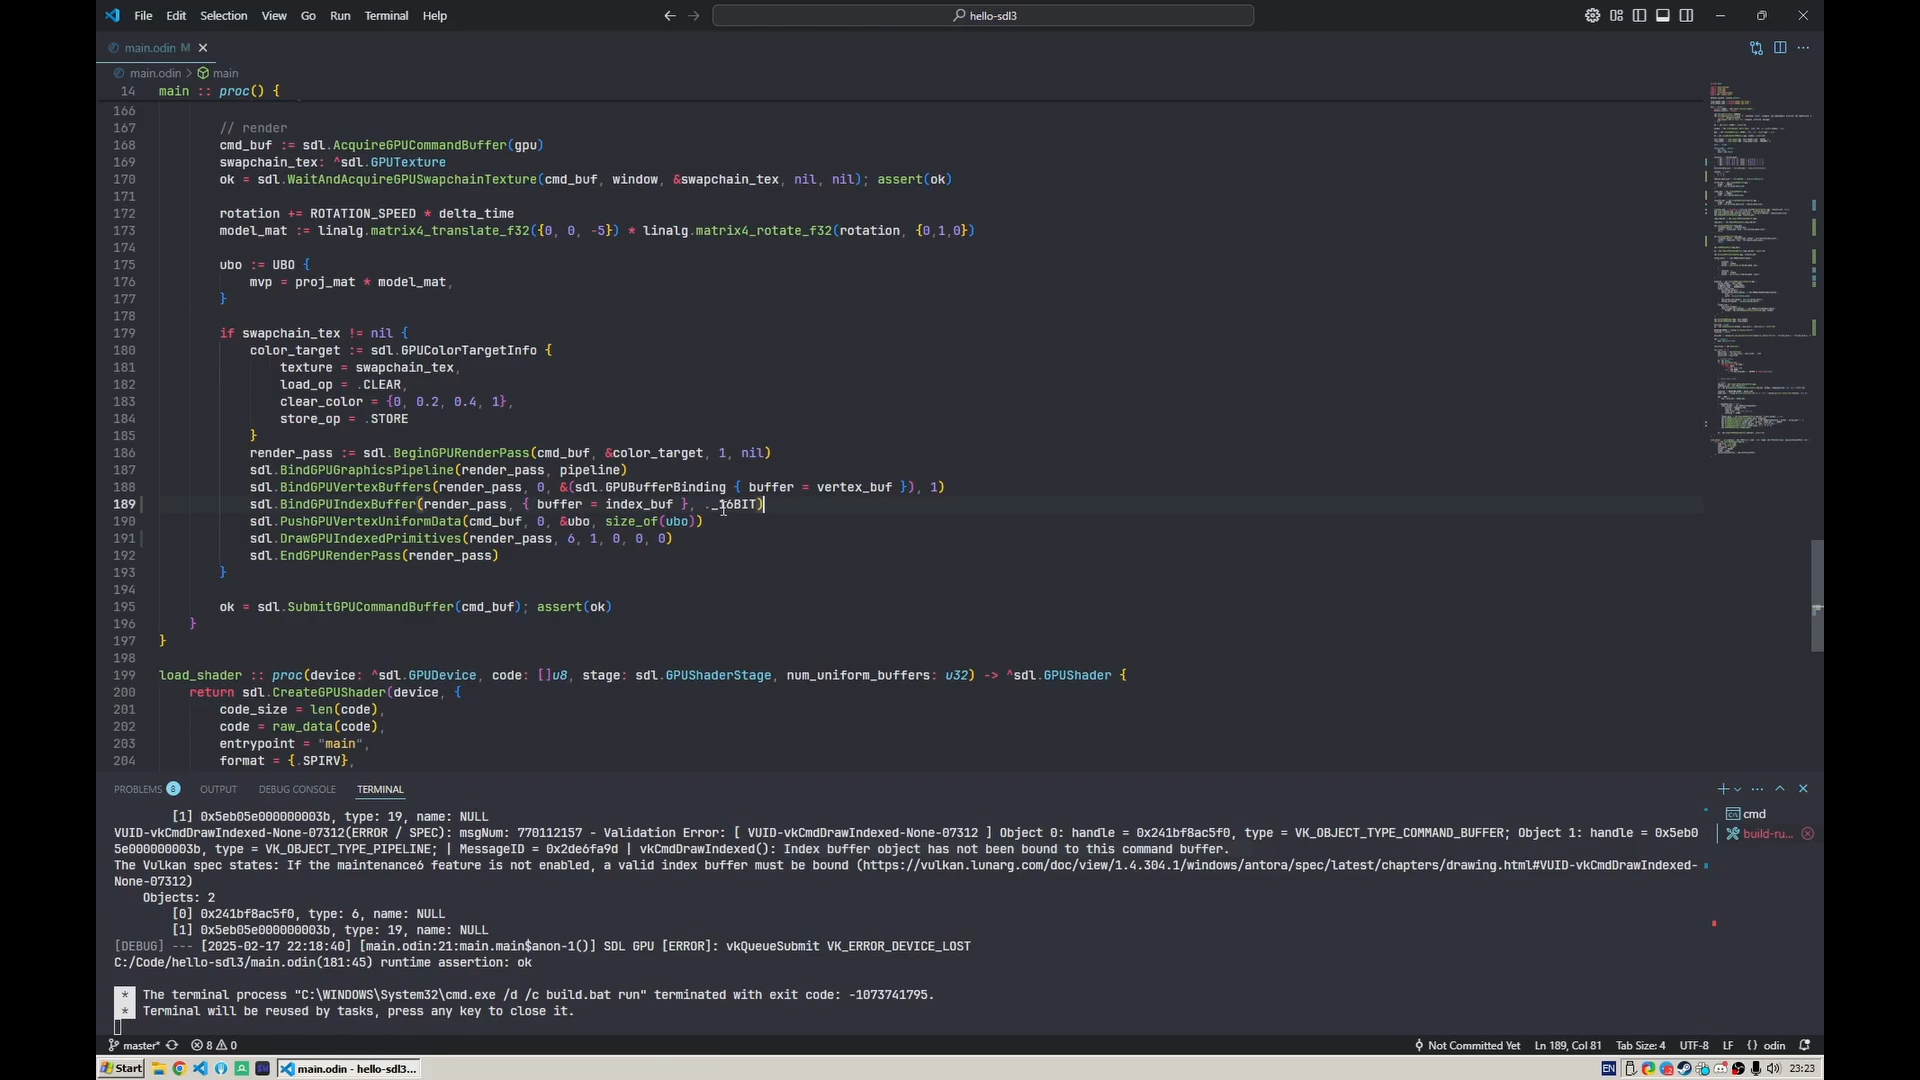 File Edit Selection View Go Run Terminal Help
hello-sdl3
main.odin M
main.odin > main
14 main :: proc() {
166
167 // render
168 cmd_buf := sdl.AcquireGPUCommandBuffer(gpu)
169 swapchain_tex: ^sdl.GPUTexture
170 ok = sdl.WaitAndAcquireGPUSwapchainTexture(cmd_buf, window, &swapchain_tex, nil, nil); assert(ok)
171
172 rotation += ROTATION_SPEED * delta_time
173 model_mat := linalg.matrix4_translate_f32({0, 0, -5}) * linalg.matrix4_rotate_f32(rotation, {0,1,0})
174
175 ubo := UBO {
176 mvp = proj_mat * model_mat,
177 }
178
179 if swapchain_tex != nil {
180 color_target := sdl.GPUColorTargetInfo {
181 texture = swapchain_tex,
182 load_op = .CLEAR,
183 clear_color = {0, 0.2, 0.4, 1},
184 store_op = .STORE
185 }
186 render_pass := sdl.BeginGPURenderPass(cmd_buf, &color_target, 1, nil)
187 sdl.BindGPUGraphicsPipeline(render_pass, pipeline)
188 sdl.BindGPUVertexBuffers(render_pass, 0, &(sdl.GPUBufferBinding { buffer = vertex_buf }), 1)
189 sdl.BindGPUIndexBuffer(render_pass, { buffer = index_buf }, ._16BIT)
190 sdl.PushGPUVertexUniformData(cmd_buf, 0, &ubo, size_of(ubo))
191 sdl.DrawGPUIndexedPrimitives(render_pass, 6, 1, 0, 0, 0)
192 sdl.EndGPURenderPass(render_pass)
193 }
194
195 ok = sdl.SubmitGPUCommandBuffer(cmd_buf); assert(ok)
196 }
197 }
198
199 load_shader :: proc(device: ^sdl.GPUDevice, code: []u8, stage: sdl.GPUShaderStage, num_uniform_buffers: u32) -> ^sdl.GPUShader {
200 return sdl.CreateGPUShader(device, {
201 code_size = len(code),
202 code = raw_data(code),
203 entrypoint = "main",
204 format = {.SPIRV},
PROBLEMS 8 OUTPUT DEBUG CONSOLE TERMINAL
cmd
build-ru...
[1] 0x5eb05e000000003b, type: 19, name: NULL
VUID-vkCmdDrawIndexed-None-07312(ERROR / SPEC): msgNum: 770112157 - Validation Error: [ VUID-vkCmdDrawIndexed-None-07312 ] Object 0: handle = 0x241bf8ac5f0, type = VK_OBJECT_TYPE_COMMAND_BUFFER; Object 1: handle = 0x5eb0
5e000000003b, type = VK_OBJECT_TYPE_PIPELINE; | MessageID = 0x2de6fa9d | vkCmdDrawIndexed(): Index buffer object has not been bound to this command buffer.
The Vulkan spec states: If the maintenance6 feature is not enabled, a valid index buffer must be bound (https://vulkan.lunarg.com/doc/view/1.4.304.1/windows/antora/spec/latest/chapters/drawing.html#VUID-vkCmdDrawIndexed-
None-07312)
Objects: 2
[0] 0x241bf8ac5f0, type: 6, name: NULL
[1] 0x5eb05e000000003b, type: 19, name: NULL
[DEBUG] --- [2025-02-17 22:18:40] [main.odin:21:main.main$anon-1()] SDL GPU [ERROR]: vkQueueSubmit VK_ERROR_DEVICE_LOST
C:/Code/hello-sdl3/main.odin(181:45) runtime assertion: ok
* The terminal process "C:\WINDOWS\System32\cmd.exe /d /c build.bat run" terminated with exit code: -1073741795.
* Terminal will be reused by tasks, press any key to close it.
master* 8 0 Not Committed Yet Ln 189, Col 81 Tab Size: 4 UTF-8 LF {} odin
Start main.odin - hello-sdl3... EN 23:23